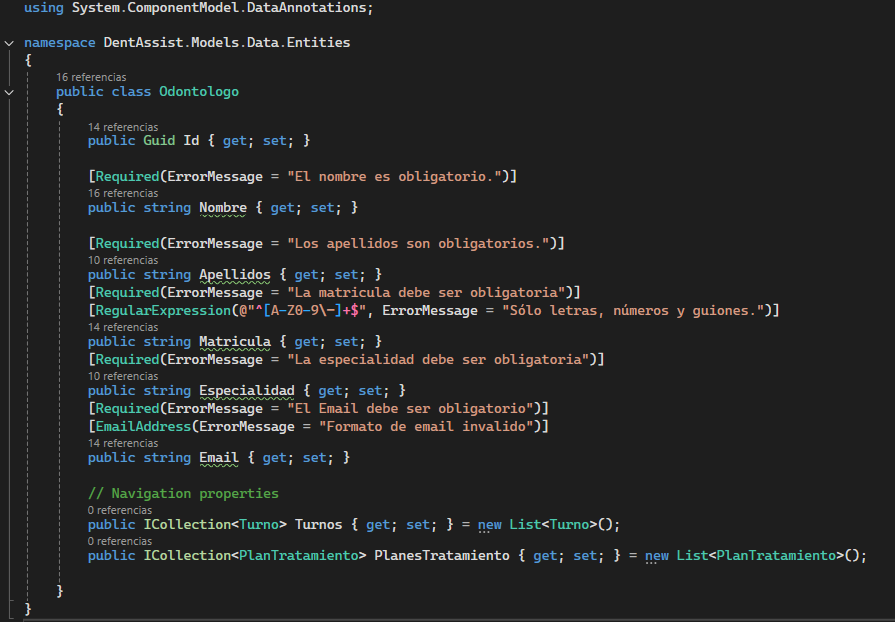 using System.ComponentModel.DataAnnotations;
namespace DentAssist.Models.Data.Entities
{
16 referencias
public class Odontologo
{
14 referencias
public Guid Id { get; set; }
[Required(ErrorMessage = "El nombre es obligatorio.")]
16 referencias
public string Nombre { get; set; }
[Required(ErrorMessage = "Los apellidos son obligatorios.")]
10 referencias
public string Apellidos { get; set; }
[Required(ErrorMessage = "La matricula debe ser obligatoria")]
[RegularExpression(@"^[A-Z0-9\-]+$", ErrorMessage = "Sólo letras, números y guiones.")]
14 referencias
public string Matricula { get; set; }
[Required(ErrorMessage = "La especialidad debe ser obligatoria")]
10 referencias
public string Especialidad { get; set; }
[Required(ErrorMessage = "El Email debe ser obligatorio")]
[EmailAddress(ErrorMessage = "Formato de email invalido")]
14 referencias
public string Email { get; set; }
// Navigation properties
0 referencias
public ICollection<Turno> Turnos { get; set; } = new List<Turno>();
0 referencias
public ICollection<PlanTratamiento> PlanesTratamiento { get; set; } = new List<PlanTratamiento>();
}
}